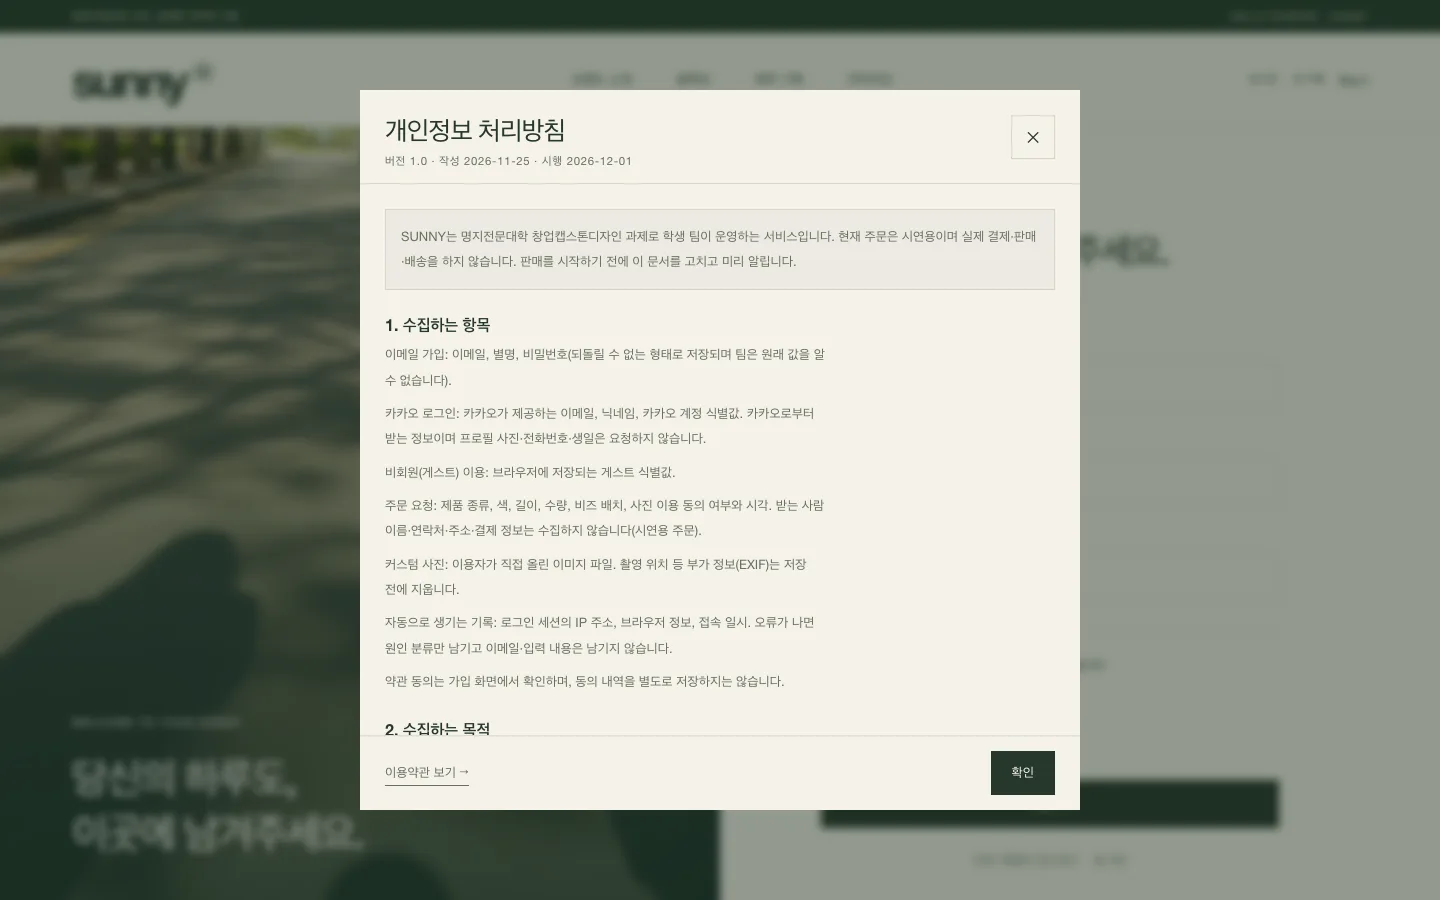 sunny
개인정보 처리방침
버전 1.0 · 작성 2026-11-25 · 시행 2026-12-01
SUNNY는 명지전문대학 창업캡스톤디자인 과제로 학생 팀이 운영하는 서비스입니다. 현재 주문은 시연용이며 실제 결제·판매
·배송을 하지 않습니다. 판매를 시작하기 전에 이 문서를 고치고 미리 알립니다.
1. 수집하는 항목
이메일 가입: 이메일, 별명, 비밀번호(되돌릴 수 없는 형태로 저장되며 팀은 원래 값을 알
수 없습니다).
카카오 로그인: 카카오가 제공하는 이메일, 닉네임, 카카오 계정 식별값. 카카오로부터
받는 정보이며 프로필 사진·전화번호·생일은 요청하지 않습니다.
비회원(게스트) 이용: 브라우저에 저장되는 게스트 식별값.
주문 요청: 제품 종류, 색, 길이, 수량, 비즈 배치, 사진 이용 동의 여부와 시각. 받는 사람
이름·연락처·주소·결제 정보는 수집하지 않습니다(시연용 주문).
커스텀 사진: 이용자가 직접 올린 이미지 파일. 촬영 위치 등 부가 정보(EXIF)는 저장
전에 지웁니다.
자동으로 생기는 기록: 로그인 세션의 IP 주소, 브라우저 정보, 접속 일시. 오류가 나면
원인 분류만 남기고 이메일·입력 내용은 남기지 않습니다.
약관 동의는 가입 화면에서 확인하며, 동의 내역을 별도로 저장하지는 않습니다.
2. 수집하는 목적
이용약관 보기 →
확인
당신의 하루도,
이곳에 남겨주세요.
주세요.